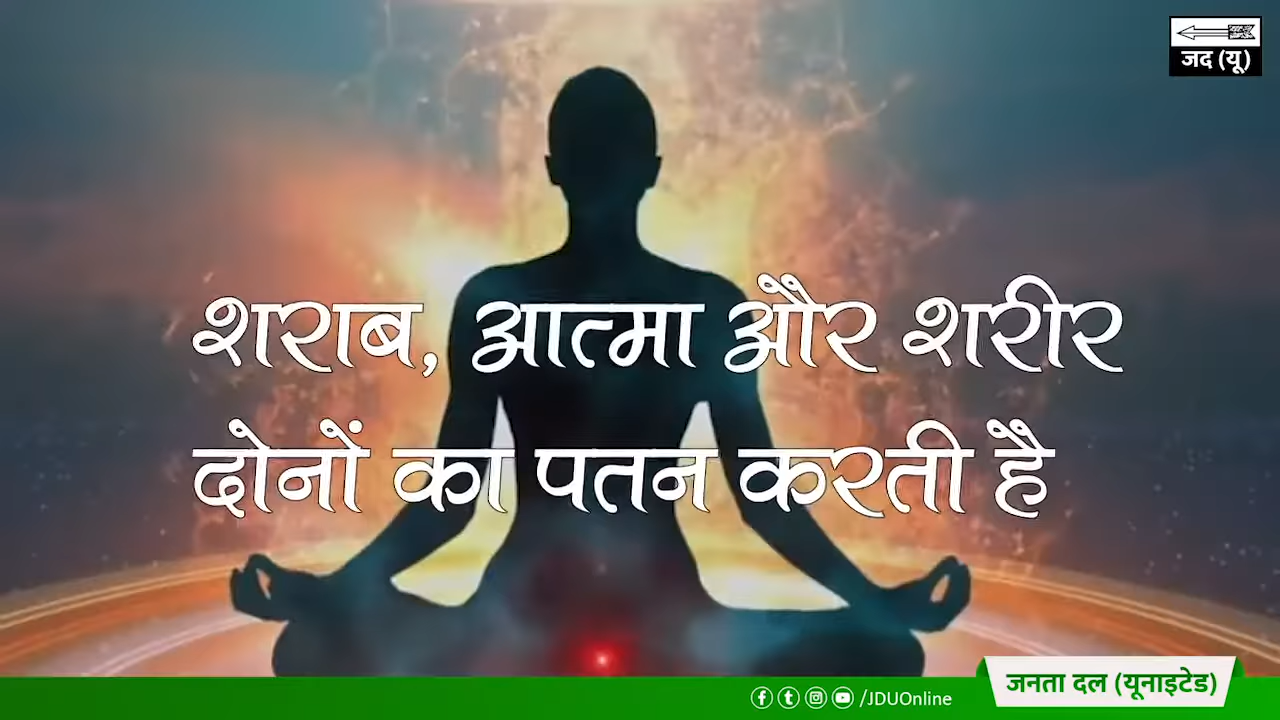 जद (यू)
शराब, आत्मा और शरीर
दोनों का पतन करती है
जनता दल (यूनाइटेड)
/JDUOnline